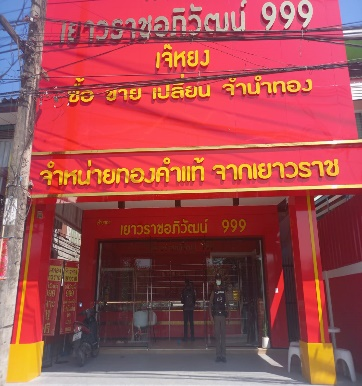 เยาวราชอภิวัฒน์ 999
เจ๊หยง
ซื้อ ขาย เปลี่ยน จำนำทอง
จำหน่ายทองคำแท้ จากเยาวราช
เยาวราชอภิวัฒน์ 999